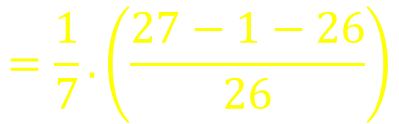 = 1/7 . ((27 − 1 − 26)/26)